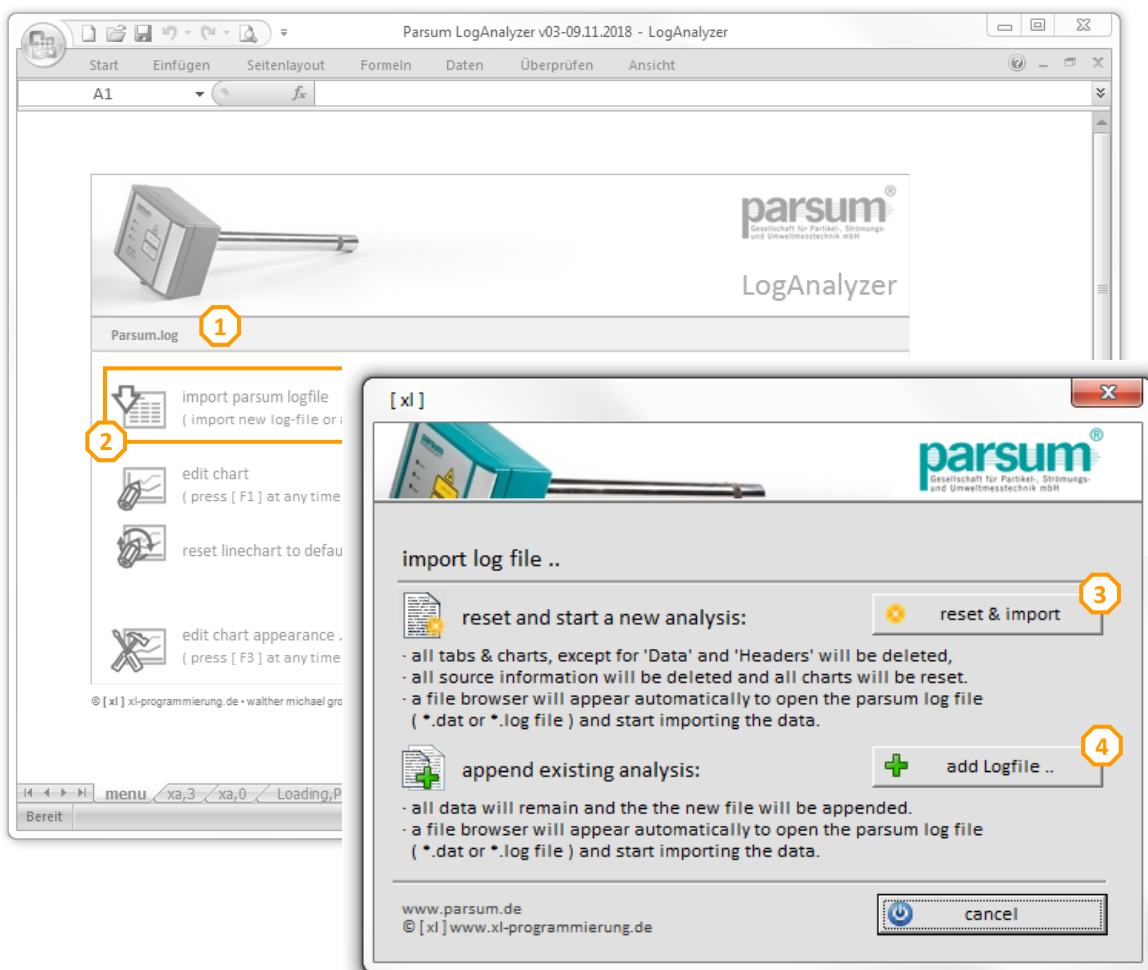 Parsum LogAnalyzer v03-09.11.2018 - LogAnalyzer
Start Einfügen Seitenlayout Formeln Daten Überprüfen Ansicht
A1 fx
parsum®
Gesellschaft für Partikel-, Strömungs-
und Umweltmesstechnik mbH
LogAnalyzer
Parsum.log 1
import parsum logfile
( import new log-file or
2
edit chart
( press [ F1 ] at any time
reset linechart to defau
edit chart appearance .
( press [ F3 ] at any time
© [ xl ] xl-programmierung.de • walther michael gro
menu xa,3 xa,0 Loading,P
Bereit
[ xl ]
parsum®
Gesellschaft für Partikel-, Strömungs-
und Umweltmesstechnik mbH
import log file ..
3
reset and start a new analysis: reset & import
· all tabs & charts, except for 'Data' and 'Headers' will be deleted,
· all source information will be deleted and all charts will be reset.
· a file browser will appear automatically to open the parsum log file
( *.dat or *.log file ) and start importing the data.
4
append existing analysis: add Logfile ..
· all data will remain and the the new file will be appended.
· a file browser will appear automatically to open the parsum log file
( *.dat or *.log file ) and start importing the data.
www.parsum.de
© [ xl ] www.xl-programmierung.de
cancel